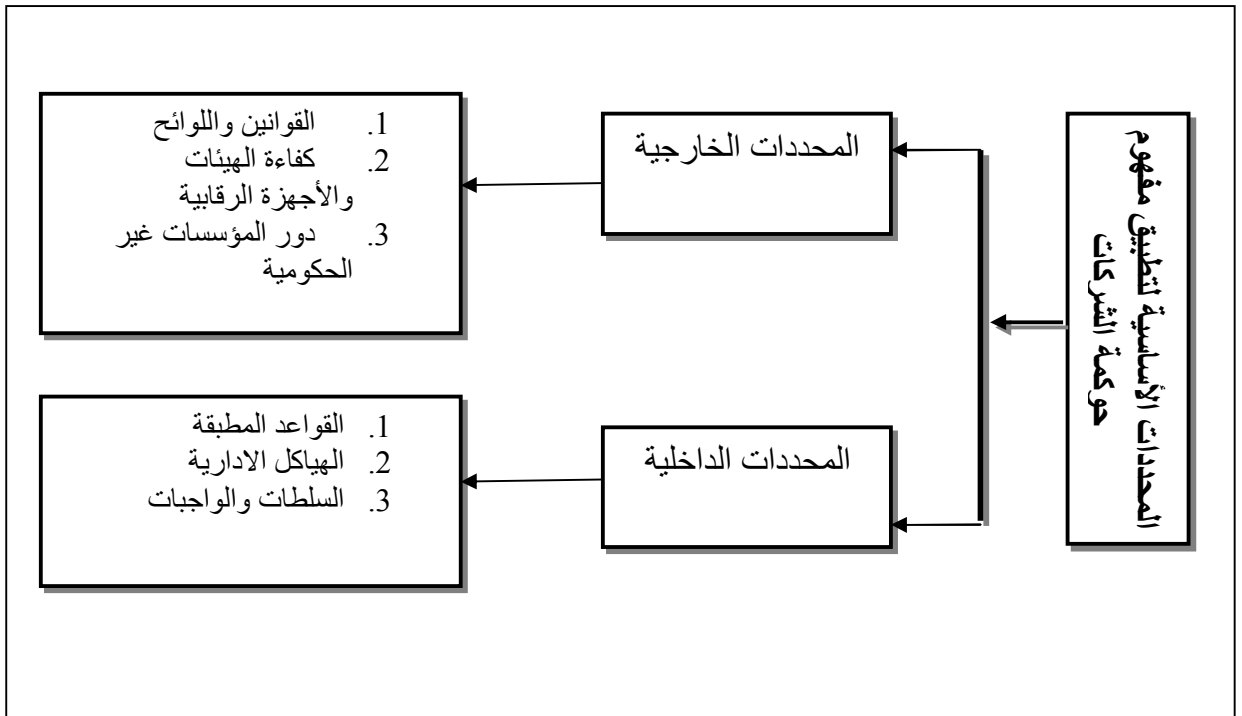 المحددات الأساسية لتطبيق مفهوم
حوكمة الشركات
المحددات الخارجية
1. القوانين واللوائح
2. كفاءة الهيئات
والأجهزة الرقابية
3. دور المؤسسات غير
الحكومية
المحددات الداخلية
1. القواعد المطبقة
2. الهياكل الادارية
3. السلطات والواجبات